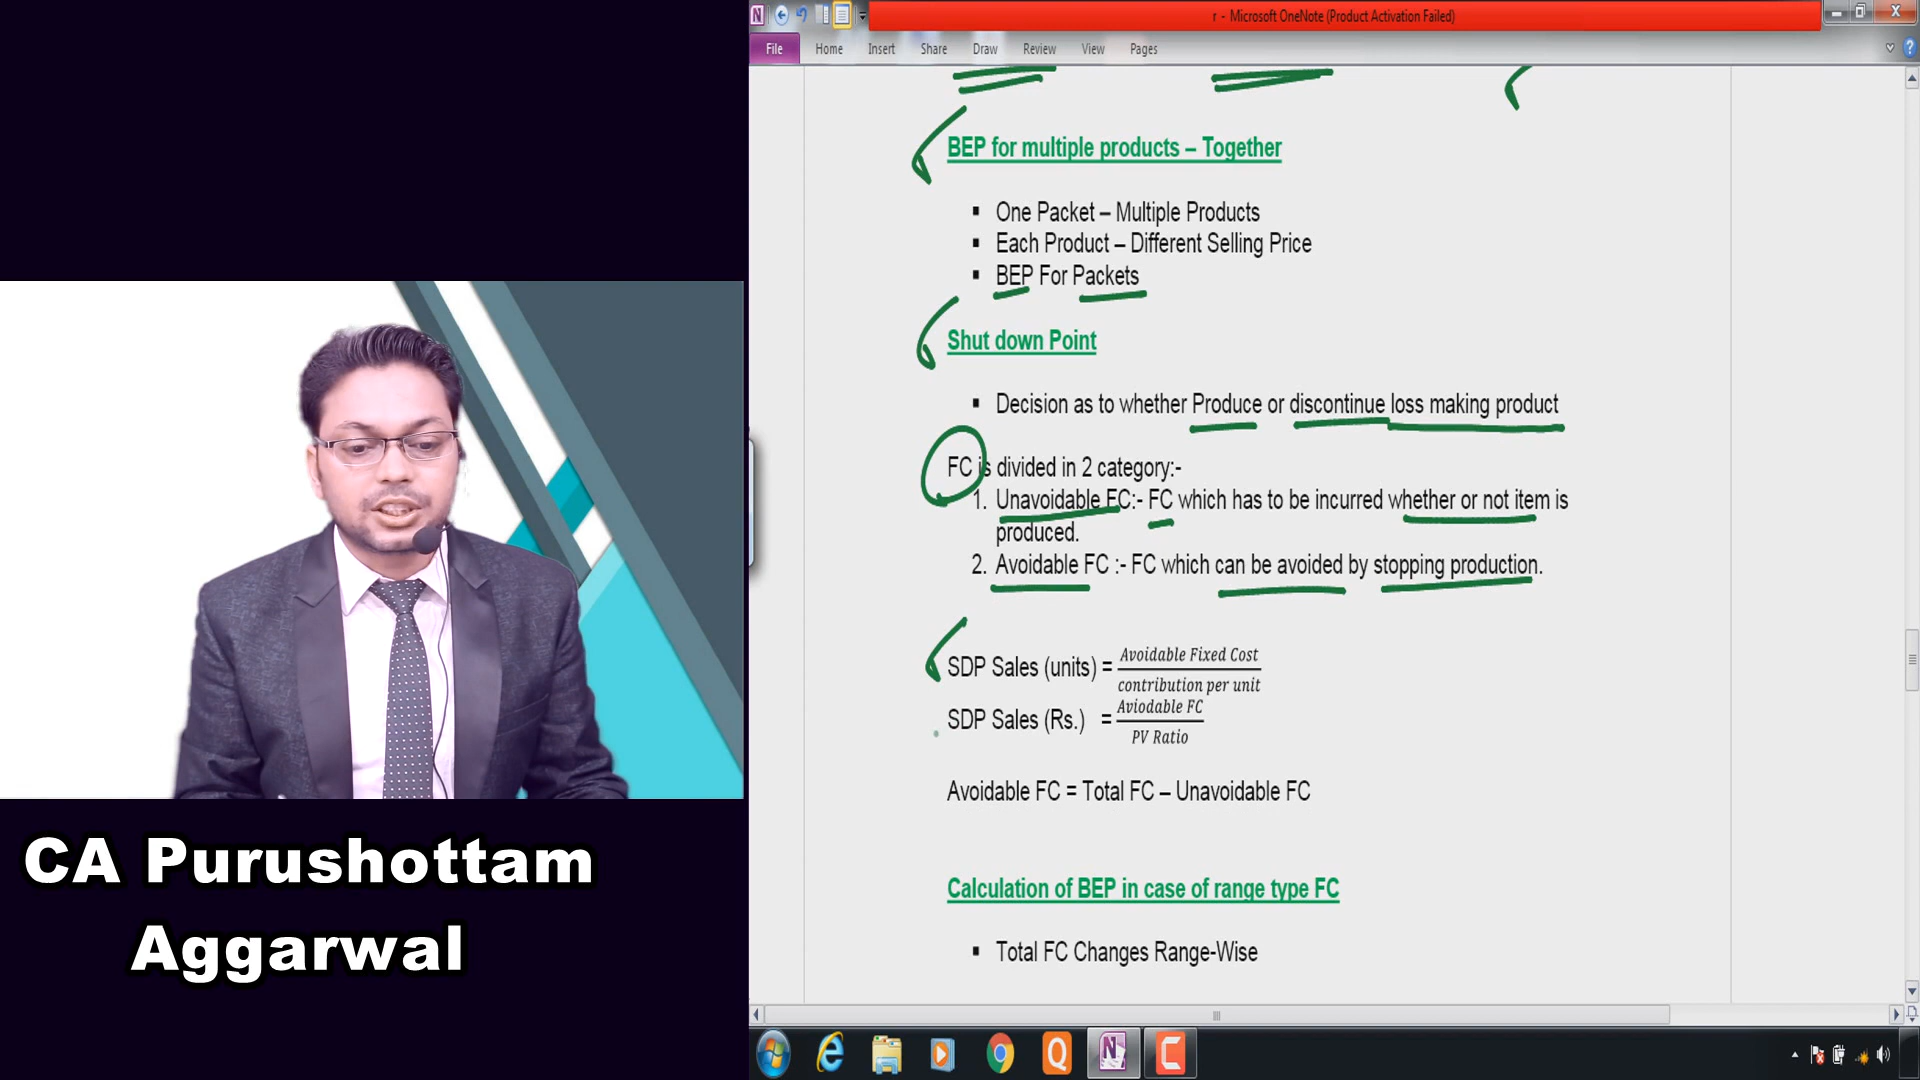 r - Microsoft OneNote (Product Activation Failed)
File Home Insert Share Draw Review View Pages
BEP for multiple products – Together
▪ One Packet – Multiple Products
▪ Each Product – Different Selling Price
▪ BEP For Packets
Shut down Point
▪ Decision as to whether Produce or discontinue loss making product
FC is divided in 2 category:-
1. Unavoidable FC:- FC which has to be incurred whether or not item is
produced.
2. Avoidable FC :- FC which can be avoided by stopping production.
SDP Sales (units) = Avoidable Fixed Cost / contribution per unit
SDP Sales (Rs.) = Aviodable FC / PV Ratio
Avoidable FC = Total FC – Unavoidable FC
Calculation of BEP in case of range type FC
▪ Total FC Changes Range-Wise
CA Purushottam
Aggarwal